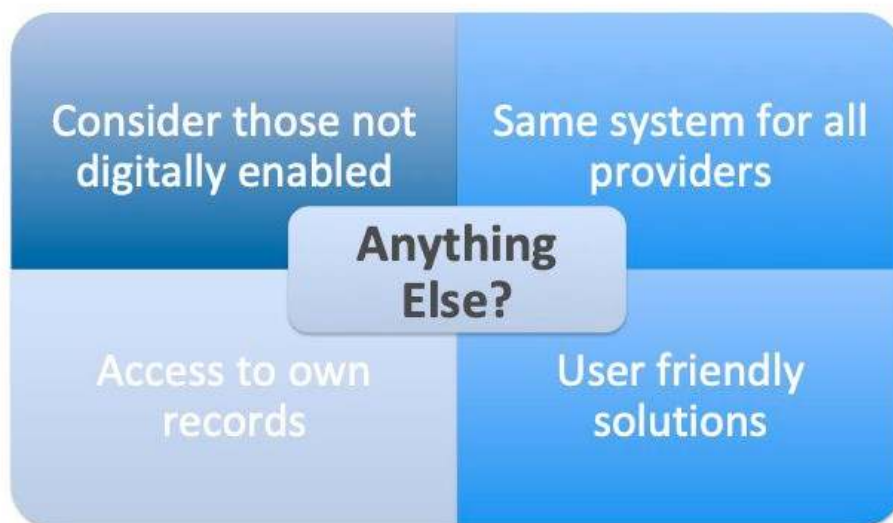 Consider those not
digitally enabled
Same system for all
providers
Anything
Else?
Access to own
records
User friendly
solutions